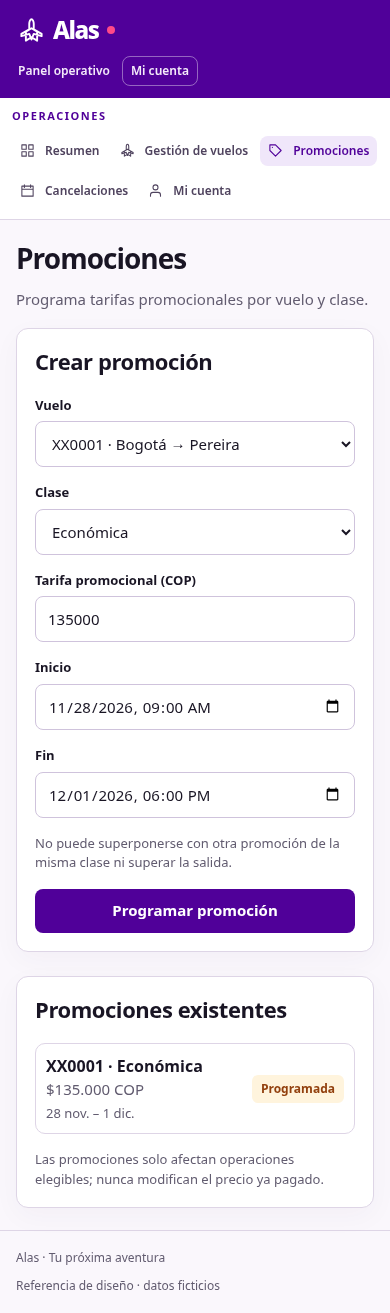 Alas
Panel operativo
Mi cuenta
OPERACIONES
Resumen
Gestión de vuelos
Promociones
Cancelaciones
Mi cuenta
Promociones
Programa tarifas promocionales por vuelo y clase.
Crear promoción
Vuelo
XX0001 · Bogotá → Pereira
Clase
Económica
Tarifa promocional (COP)
135000
Inicio
11/28/2026, 09:00 AM
Fin
12/01/2026, 06:00 PM
No puede superponerse con otra promoción de la
misma clase ni superar la salida.
Programar promoción
Promociones existentes
XX0001 · Económica
$135.000 COP
28 nov. – 1 dic.
Programada
Las promociones solo afectan operaciones
elegibles; nunca modifican el precio ya pagado.
Alas · Tu próxima aventura
Referencia de diseño · datos ficticios